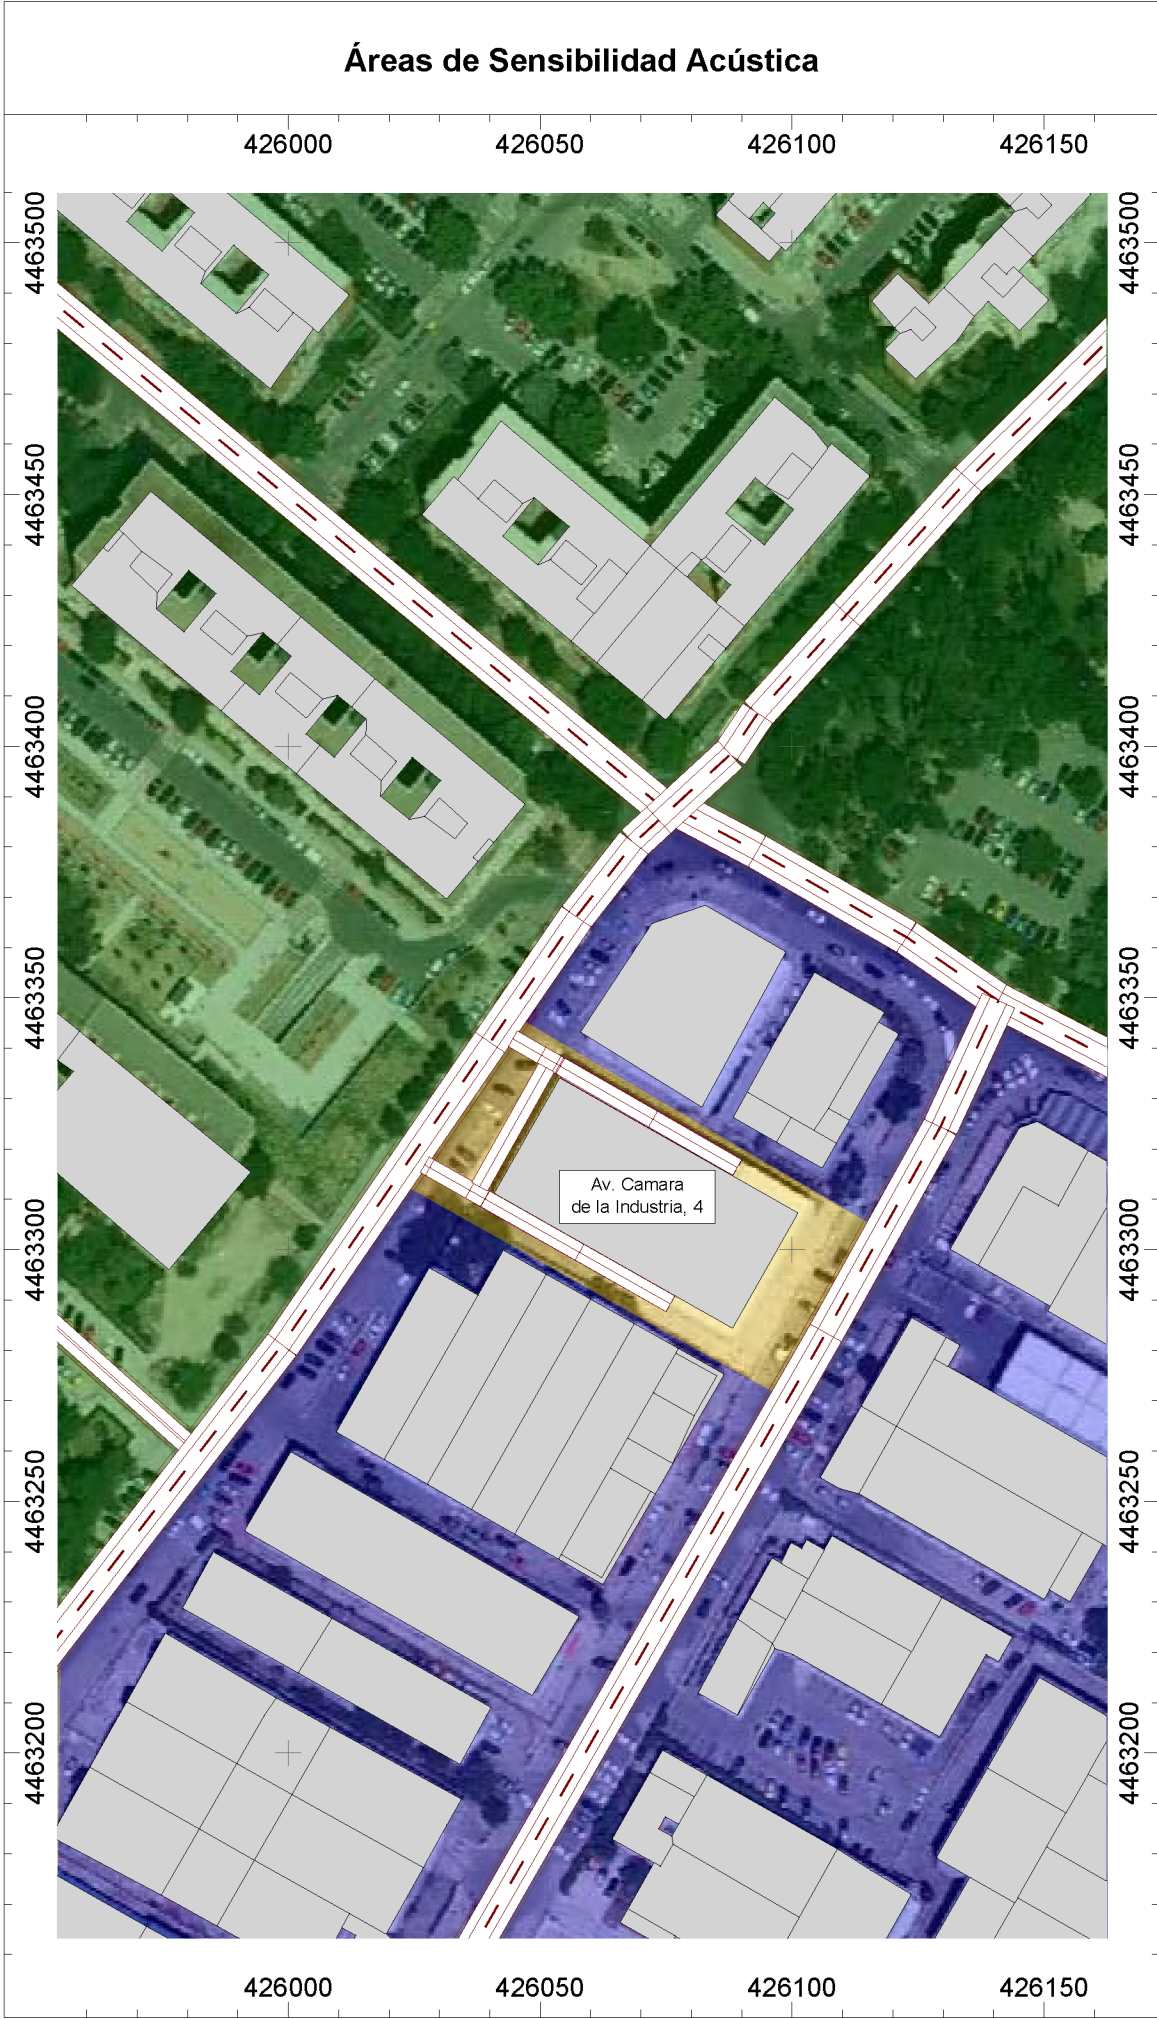 Áreas de Sensibilidad Acústica
426000 426050 426100 426150
4463500 4463500
4463450 4463450
4463400 4463400
4463350 4463350
Av. Camara
de la Industria, 4
4463300 4463300
4463250 4463250
4463200 4463200
426000 426050 426100 426150